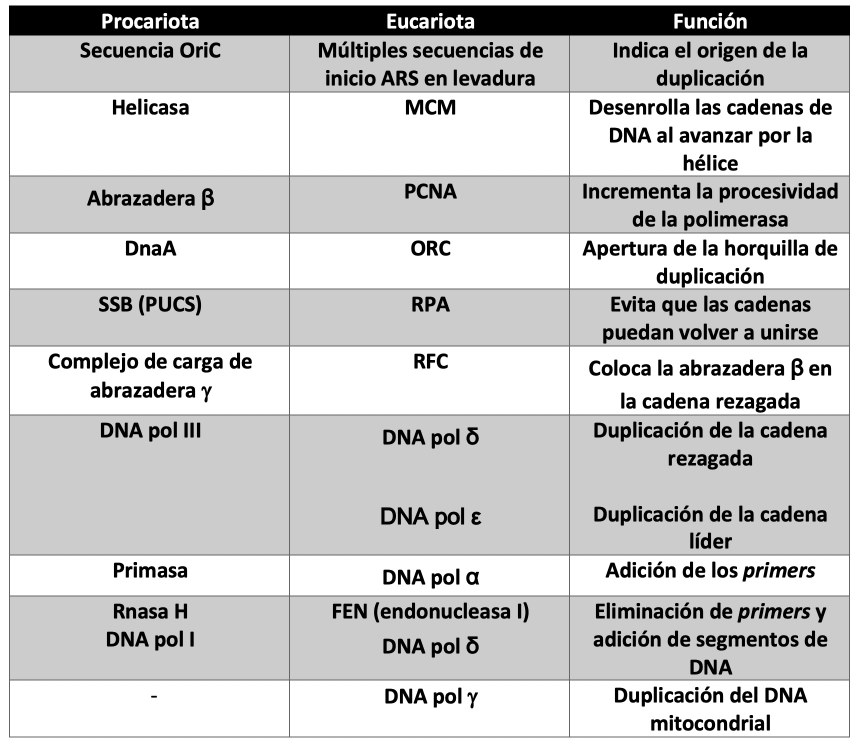 Procariota Eucariota Función
Secuencia OriC Múltiples secuencias de Indica el origen de la
inicio ARS en levadura duplicación
Helicasa MCM Desenrolla las cadenas de
DNA al avanzar por la
hélice
Abrazadera β PCNA Incrementa la procesividad
de la polimerasa
DnaA ORC Apertura de la horquilla de
duplicación
SSB (PUCS) RPA Evita que las cadenas
puedan volver a unirse
Complejo de carga de RFC Coloca la abrazadera β en
abrazadera γ la cadena rezagada
DNA pol III DNA pol δ Duplicación de la cadena
rezagada
DNA pol ε Duplicación de la cadena
líder
Primasa DNA pol α Adición de los primers
Rnasa H FEN (endonucleasa I) Eliminación de primers y
DNA pol I DNA pol δ adición de segmentos de
DNA
- DNA pol γ Duplicación del DNA
mitocondrial